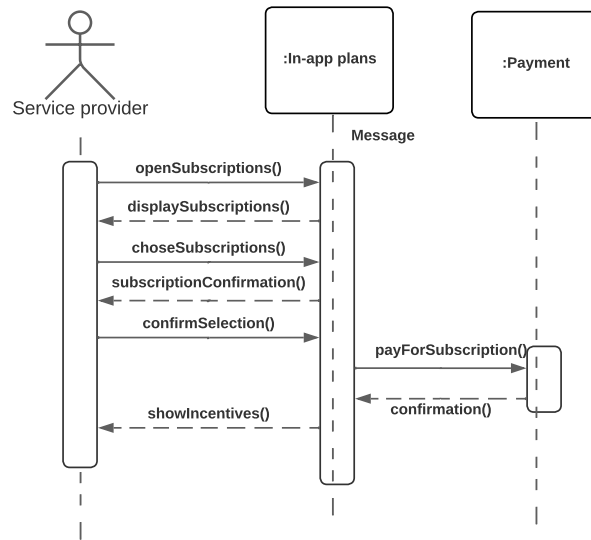 :In-app plans
:Payment
Service provider
Message
openSubscriptions()
displaySubscriptions()
choseSubscriptions()
subscriptionConfirmation()
confirmSelection()
payForSubscription()
confirmation()
showIncentives()